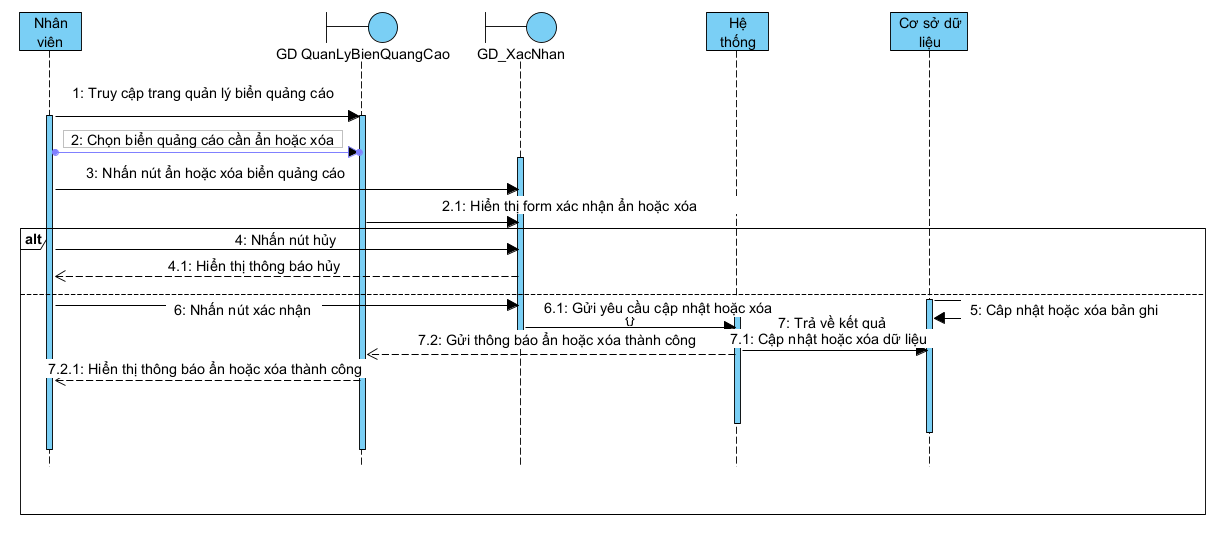 Nhân
viên
GD QuanLyBienQuangCao
GD_XacNhan
Hệ
thống
Cơ sở dữ
liệu
1: Truy cập trang quản lý biển quảng cáo
2: Chọn biển quảng cáo cần ẩn hoặc xóa
3: Nhấn nút ẩn hoặc xóa biển quảng cáo
2.1: Hiển thị form xác nhận ẩn hoặc xóa
alt
4: Nhấn nút hủy
4.1: Hiển thị thông báo hủy
6: Nhấn nút xác nhận
6.1: Gửi yêu cầu cập nhật hoặc xóa
5: Câp nhật hoặc xóa bản ghi
7: Trả về kết quả
7.2: Gửi thông báo ẩn hoặc xóa thành công
7.1: Cập nhật hoặc xóa dữ liệu
7.2.1: Hiển thị thông báo ẩn hoặc xóa thành công